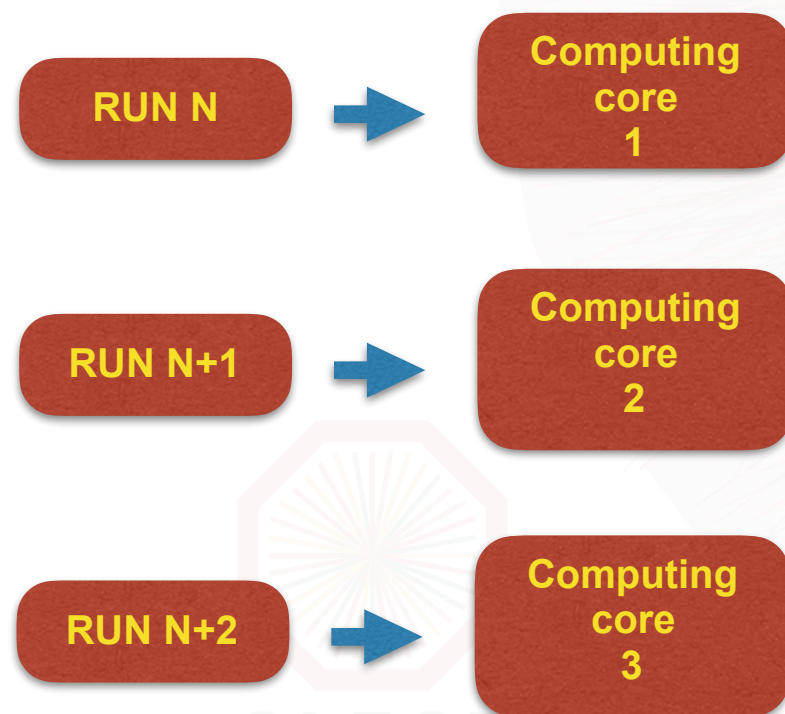 RUN N
Computing
core
1
RUN N+1
Computing
core
2
RUN N+2
Computing
core
3